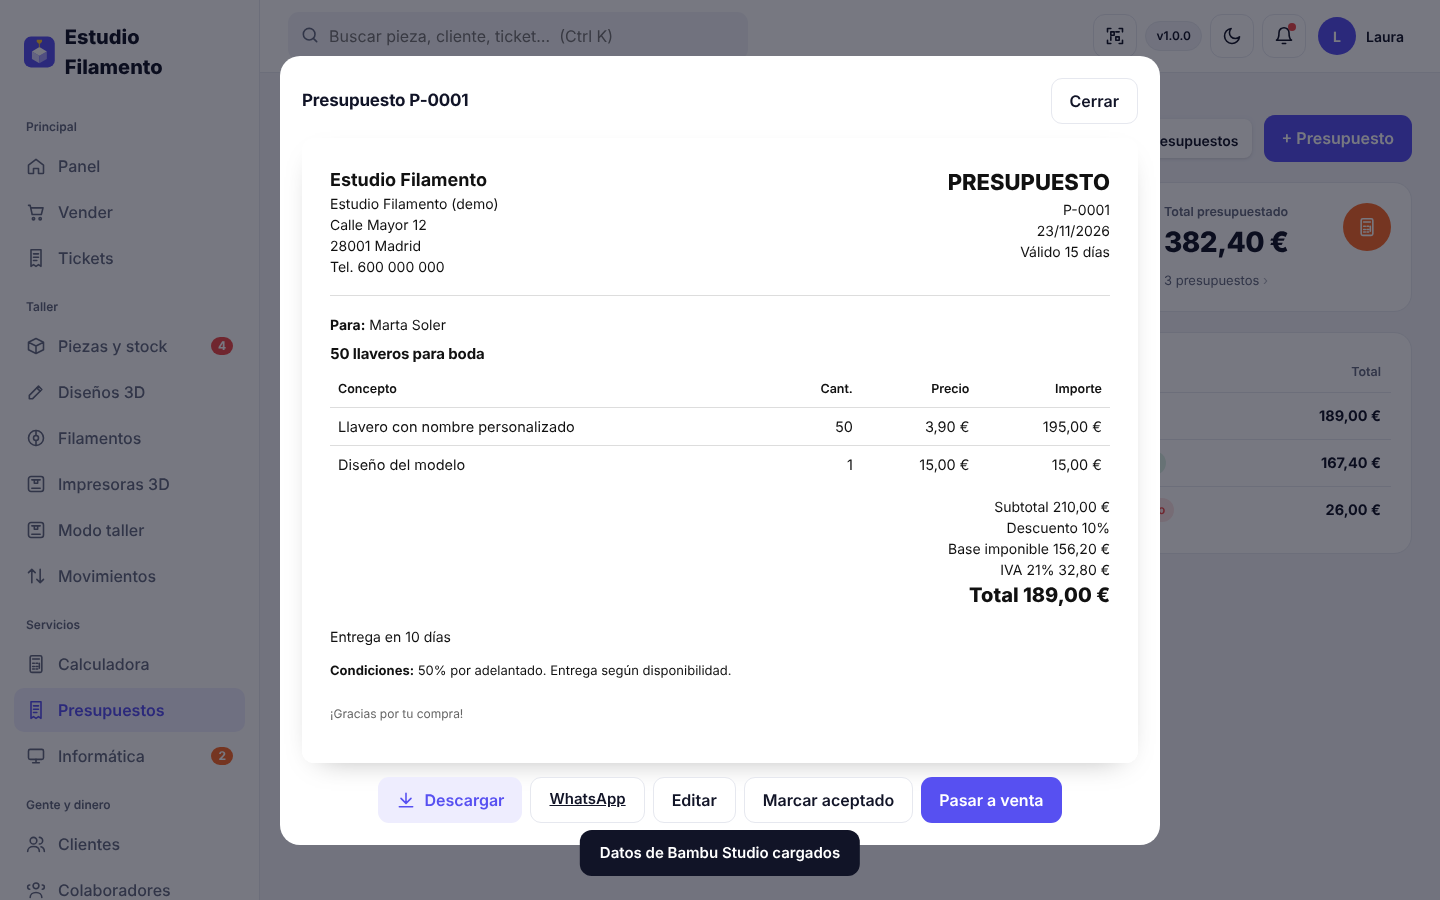 Estudio
Filamento
Buscar pieza, cliente, ticket... (Ctrl K)
v1.0.0
L
Laura
Principal
Panel
Vender
Tickets
Taller
Piezas y stock
4
Diseños 3D
Filamentos
Impresoras 3D
Modo taller
Movimientos
Servicios
Calculadora
Presupuestos
Informática
2
Gente y dinero
Clientes
Colaboradores
Presupuesto P-0001
Cerrar
Estudio Filamento
Estudio Filamento (demo)
Calle Mayor 12
28001 Madrid
Tel. 600 000 000
PRESUPUESTO
P-0001
23/11/2026
Válido 15 días
Para: Marta Soler
50 llaveros para boda
Concepto Cant. Precio Importe
Llavero con nombre personalizado 50 3,90 € 195,00 €
Diseño del modelo 1 15,00 € 15,00 €
Subtotal 210,00 €
Descuento 10%
Base imponible 156,20 €
IVA 21% 32,80 €
Total 189,00 €
Entrega en 10 días
Condiciones: 50% por adelantado. Entrega según disponibilidad.
¡Gracias por tu compra!
Descargar
WhatsApp
Editar
Marcar aceptado
Pasar a venta
Datos de Bambu Studio cargados
esupuestos
+ Presupuesto
Total presupuestado
382,40 €
3 presupuestos ›
Total
189,00 €
167,40 €
26,00 €